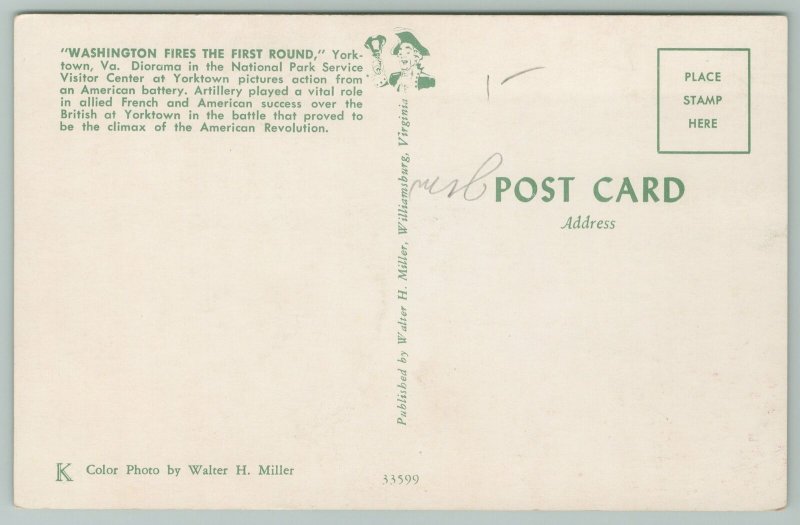 "WASHINGTON FIRES THE FIRST ROUND," York-
town, Va. Diorama in the National Park Service
Visitor Center at Yorktown pictures action from
an American battery. Artillery played a vital role
in allied French and American success over the
British at Yorktown in the battle that proved to
be the climax of the American Revolution.
PLACE
STAMP
HERE
POST CARD
Address
Published by Walter H. Miller, Williamsburg, Virginia
K Color Photo by Walter H. Miller
33599